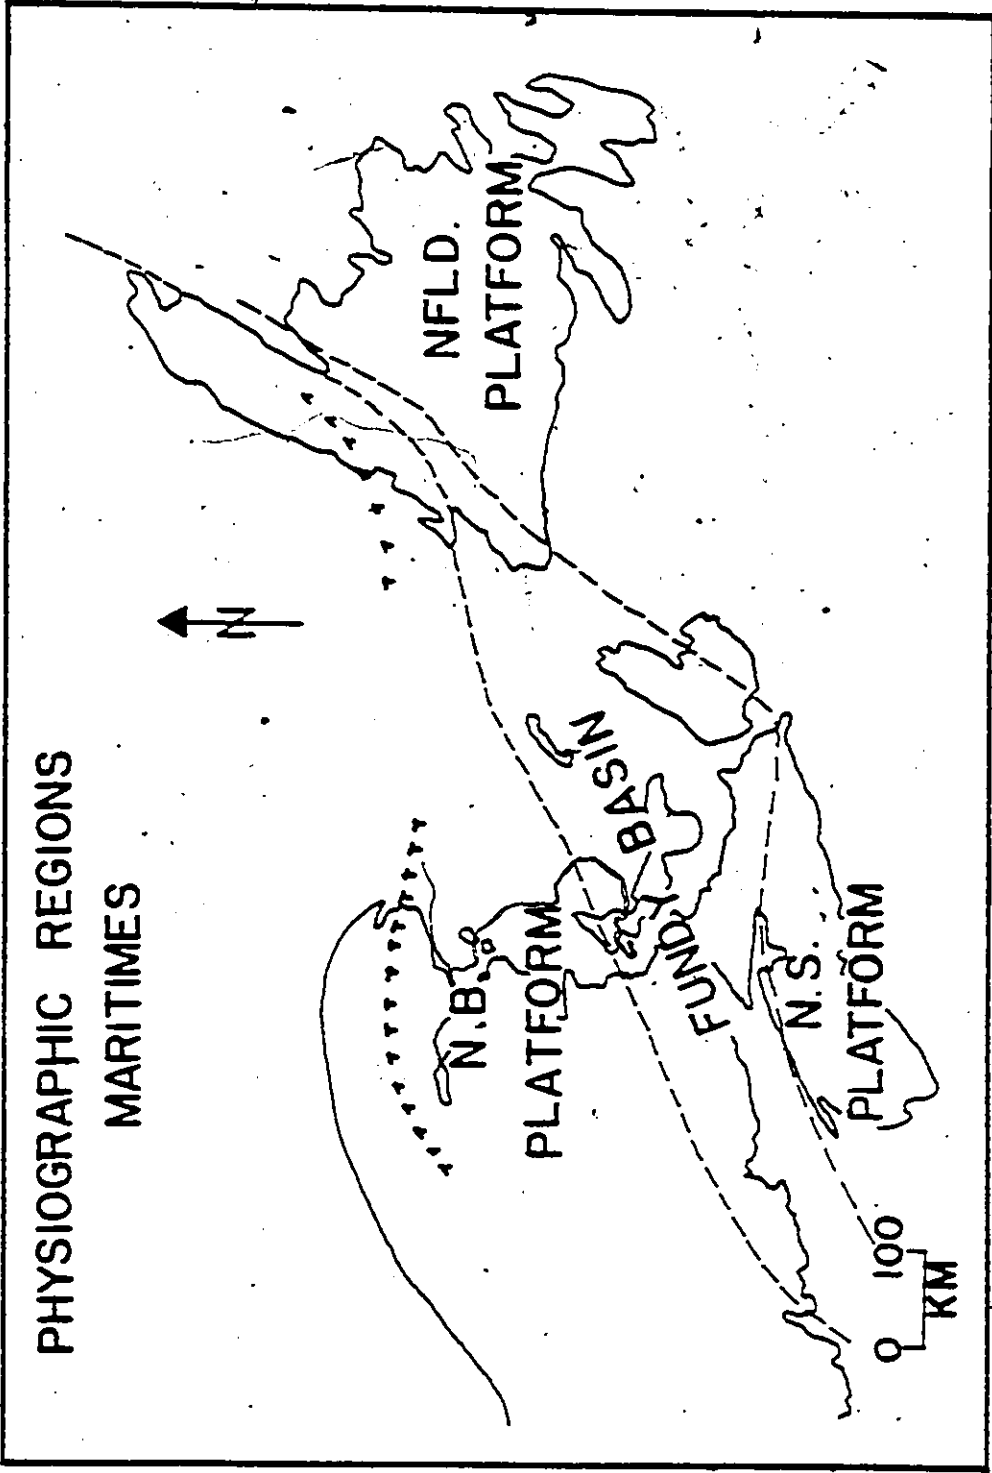 PHYSIOGRAPHIC REGIONS
MARITIMES
N
NFLD.
PLATFORM
N.B.
PLATFORM
FUNDY BASIN
N.S.
PLATFORM
0 100
KM